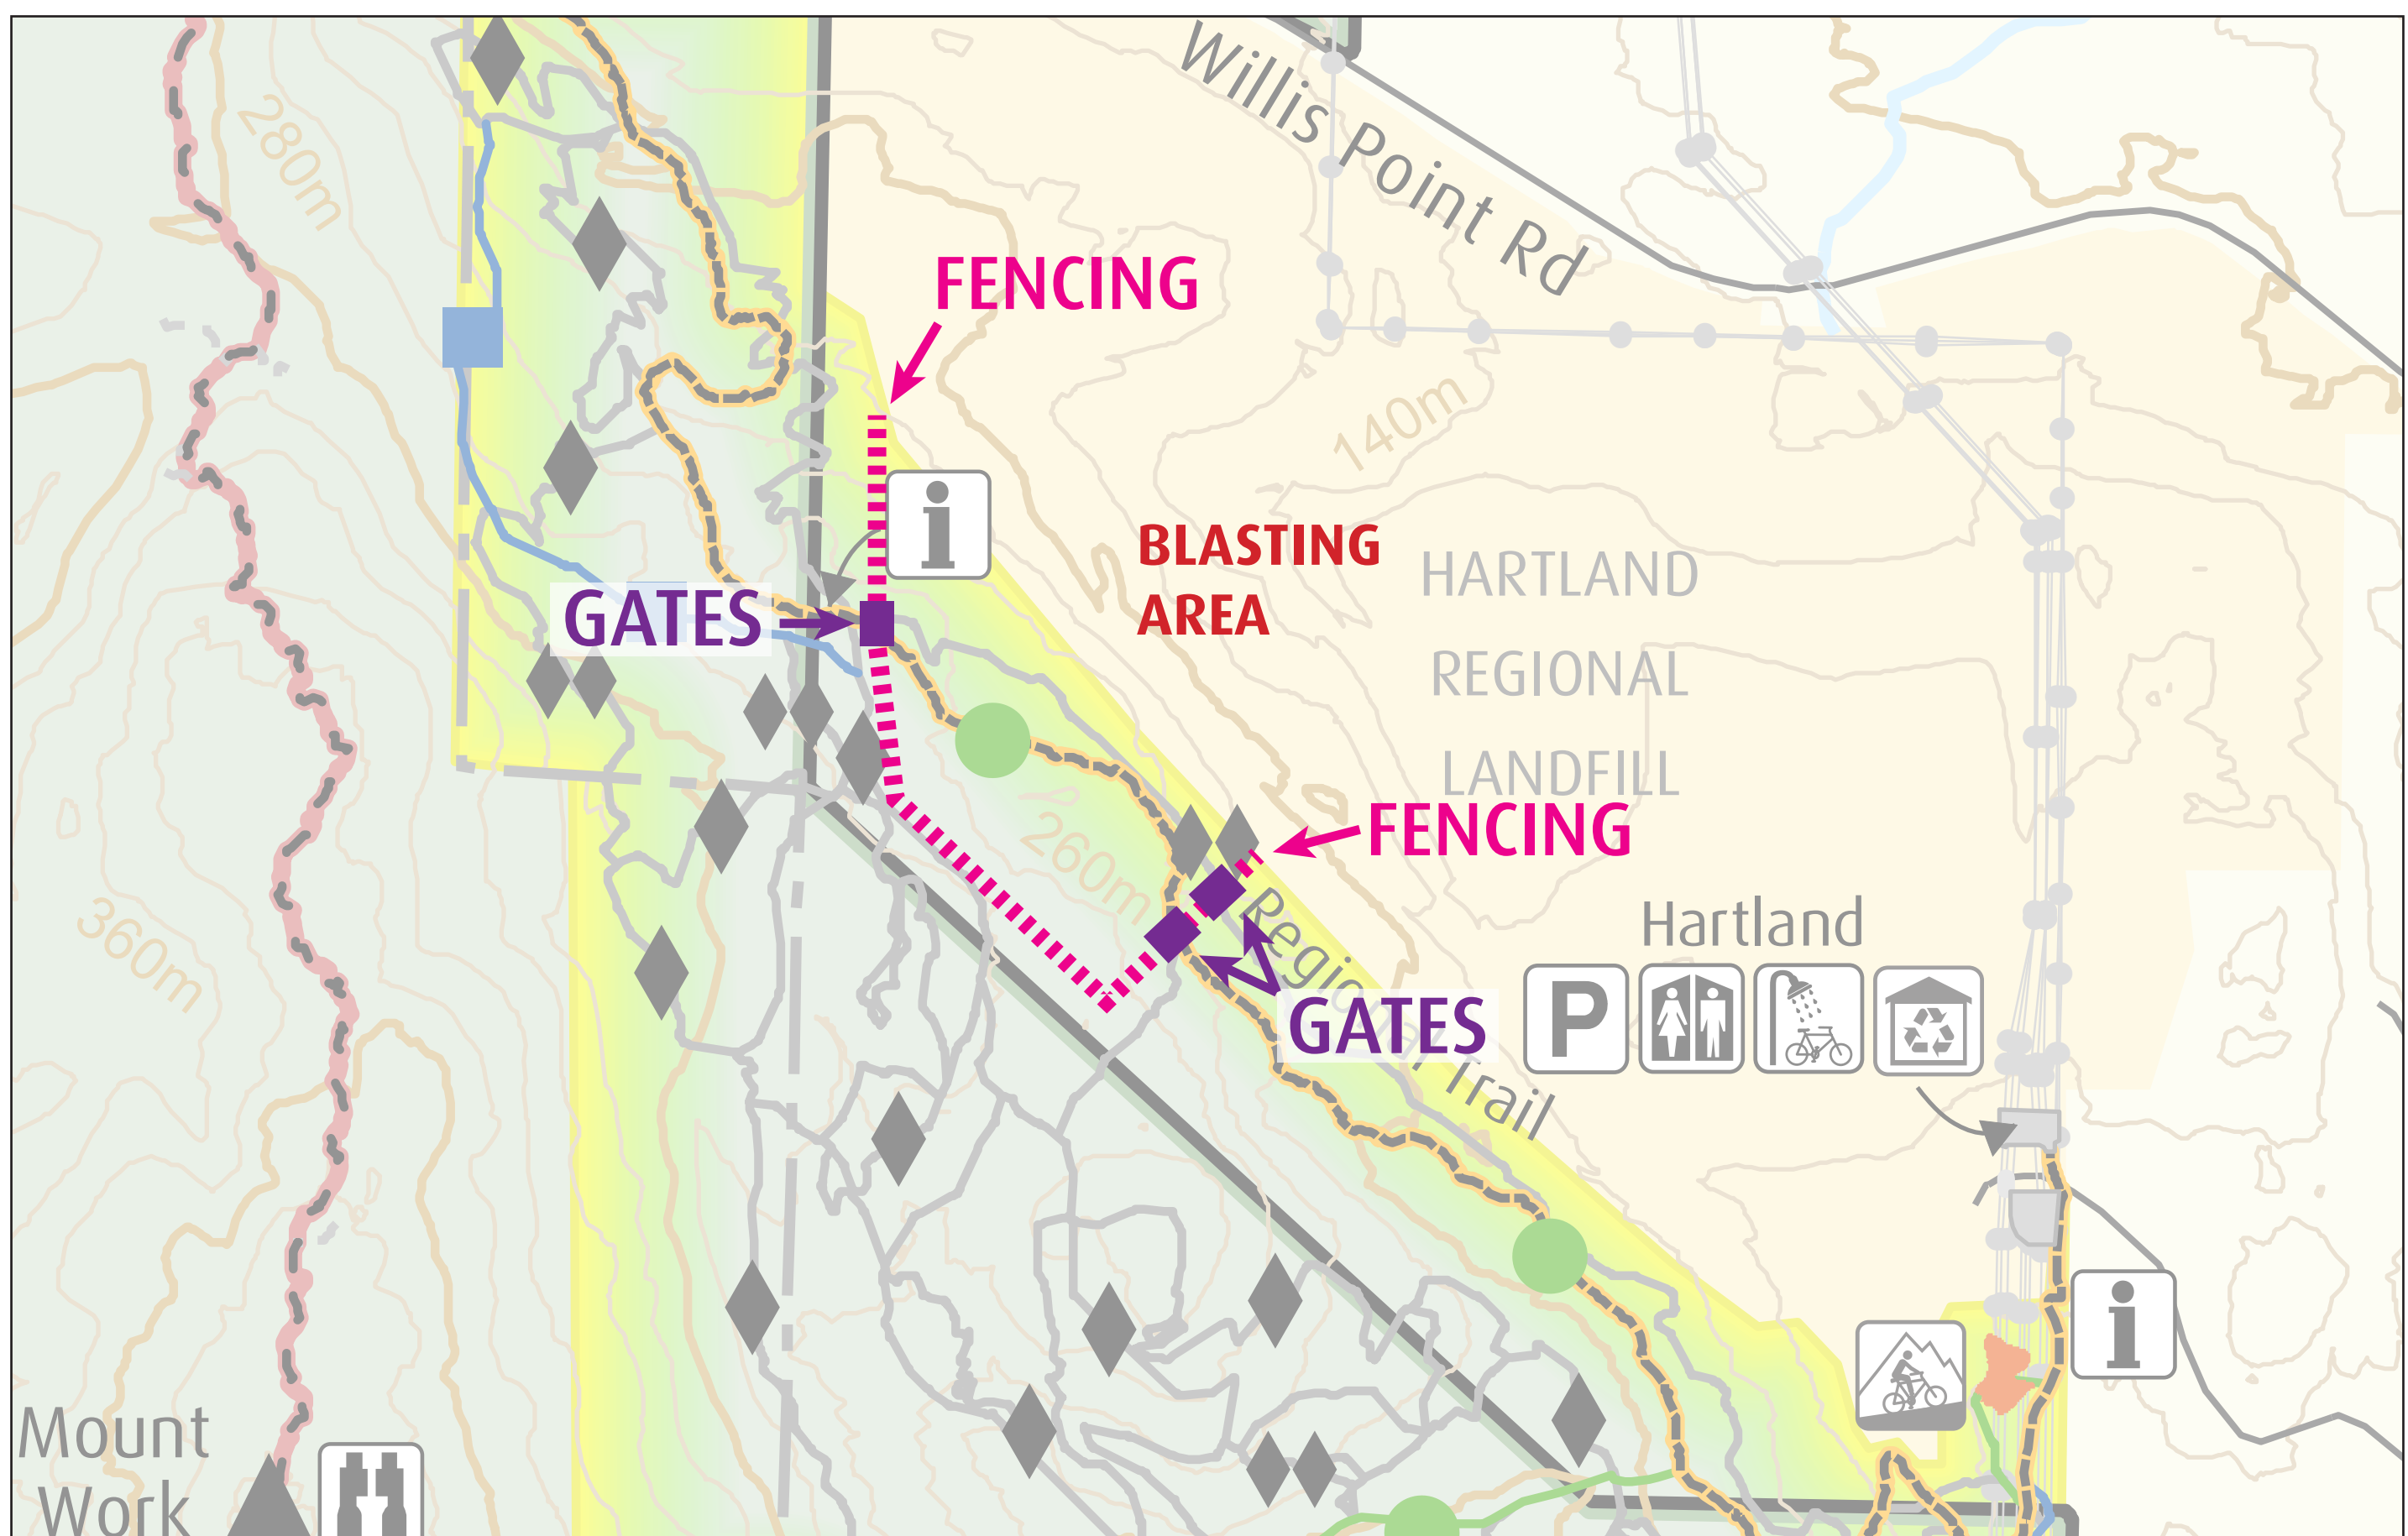 Willis Point Rd
280m
FENCING
140m
BLASTING
AREA
HARTLAND
REGIONAL
LANDFILL
i
GATES
FENCING
260m
360m
Hartland
Regional Trail
P
GATES
i
Mount
Work